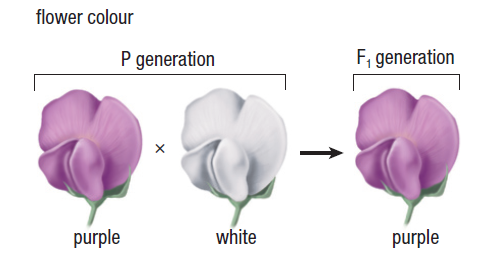 flower colour
P generation
F₁ generation
×
purple
white
purple